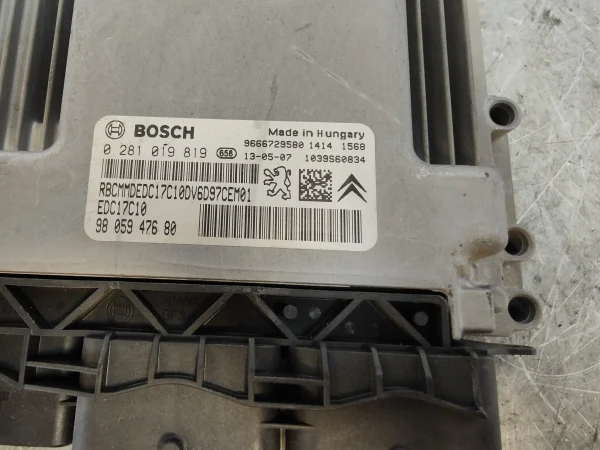 BOSCH
Made in Hungary
9666729580 1414 1568
0 281 019 819 656 13-05-07 1039S60834
RBCMMDEDC17C10DV6D97CEM01
EDC17C10
98 059 476 80